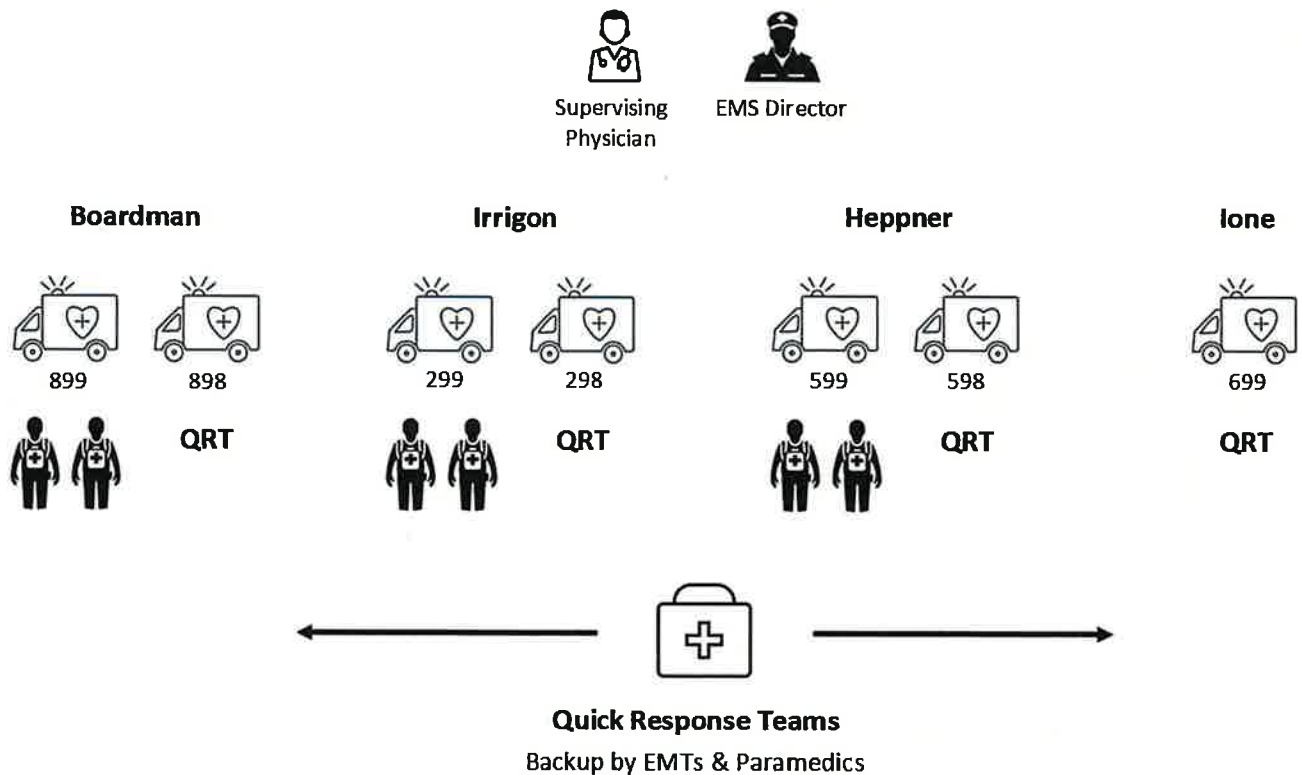 Supervising
Physician
EMS Director
Boardman
Irrigon
Heppner
Ione
899
898
299
298
599
598
699
QRT
QRT
QRT
QRT
Quick Response Teams
Backup by EMTs & Paramedics